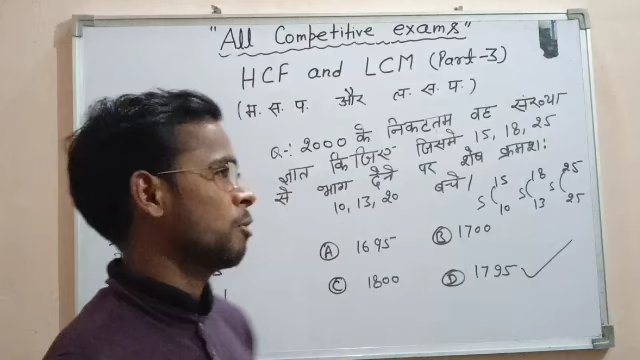 "All Competitive exams"
HCF and LCM (Part-3)
(म. स. प. और ल. स. प.)
Q-: 2000 के निकटतम वह संख्या
ज्ञात किजिए जिसमे 15, 18, 25
से भाग देने पर शेष क्रमश:
10, 13, 20 बचे।
5 ( 15 10 5 ( 18 13 5 ( 25 25
(A) 1695 (B) 1700
(C) 1800 (D) 1795 ✓